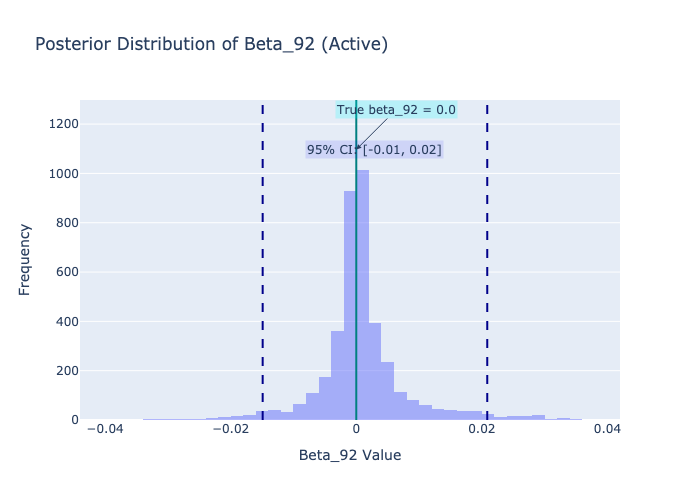 Posterior Distribution of Beta_92 (Active)
True beta_92 = 0.0
95% CI: [-0.01, 0.02]
1200
1000
800
600
400
200
0
Frequency
−0.04
−0.02
0
0.02
0.04
Beta_92 Value